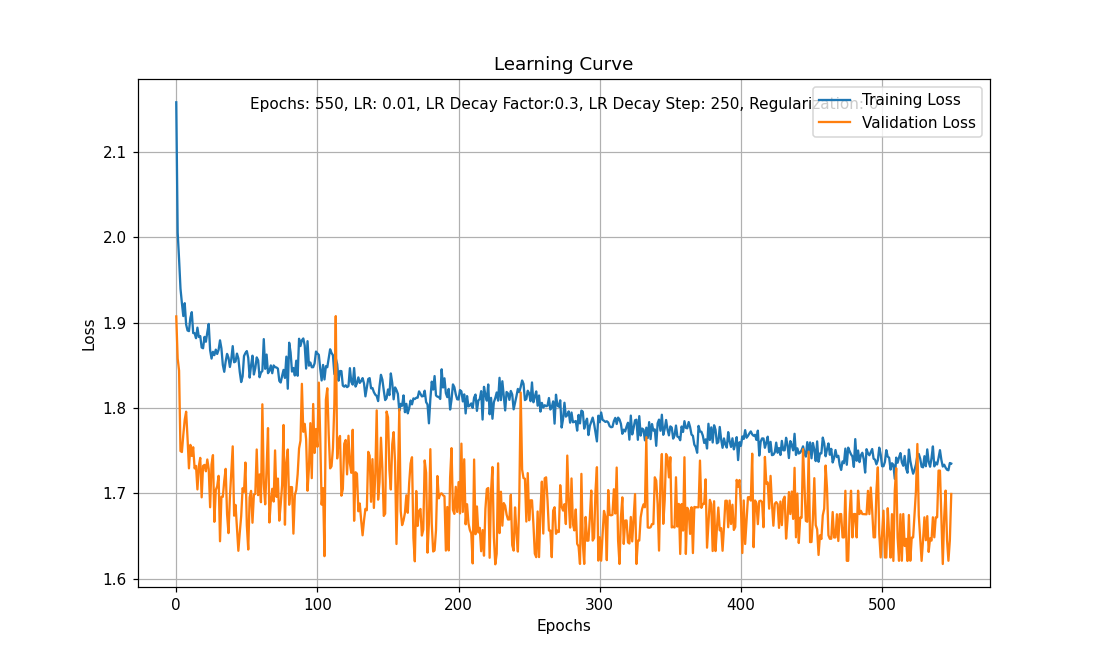 Learning Curve
Epochs: 550, LR: 0.01, LR Decay Factor:0.3, LR Decay Step: 250, Regularization: 0
Training Loss
Validation Loss
2.1
2.0
1.9
1.8
1.7
1.6
Loss
0 100 200 300 400 500
Epochs